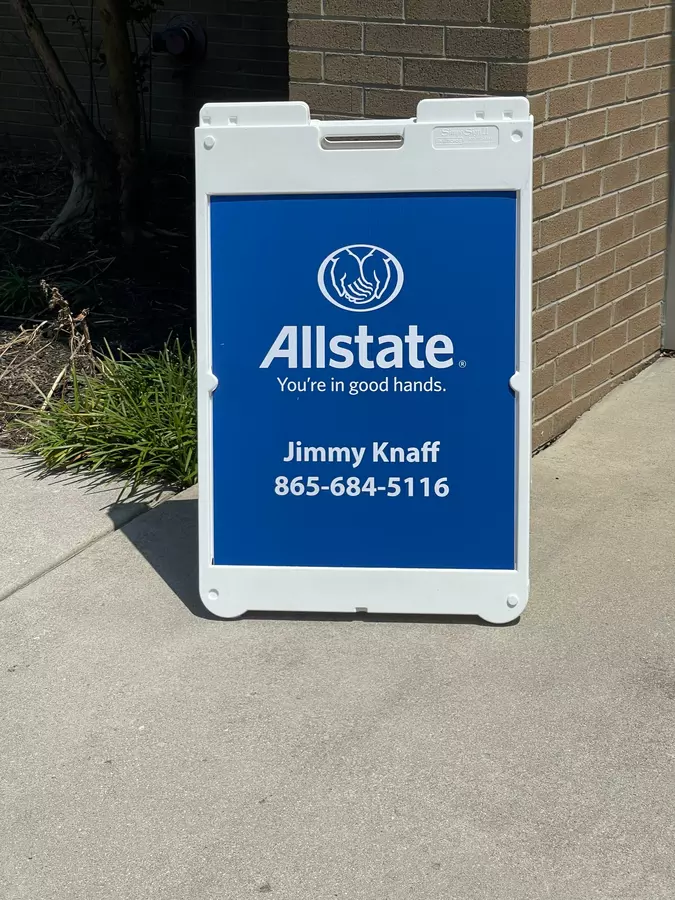 Allstate®
You're in good hands.
Jimmy Knaff
865-684-5116